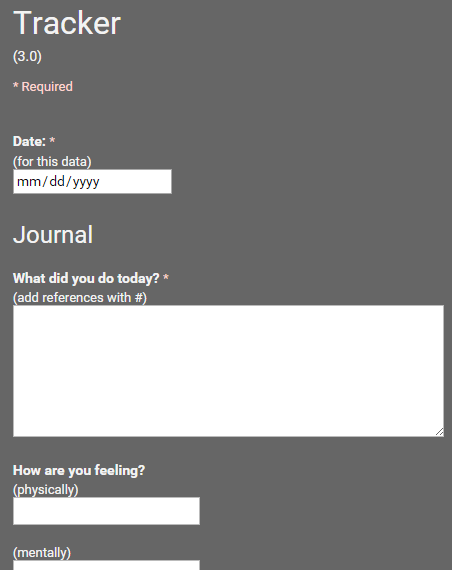 Tracker
(3.0)
* Required
Date: *
(for this data)
mm/dd/yyyy
Journal
What did you do today? *
(add references with #)
How are you feeling?
(physically)
(mentally)